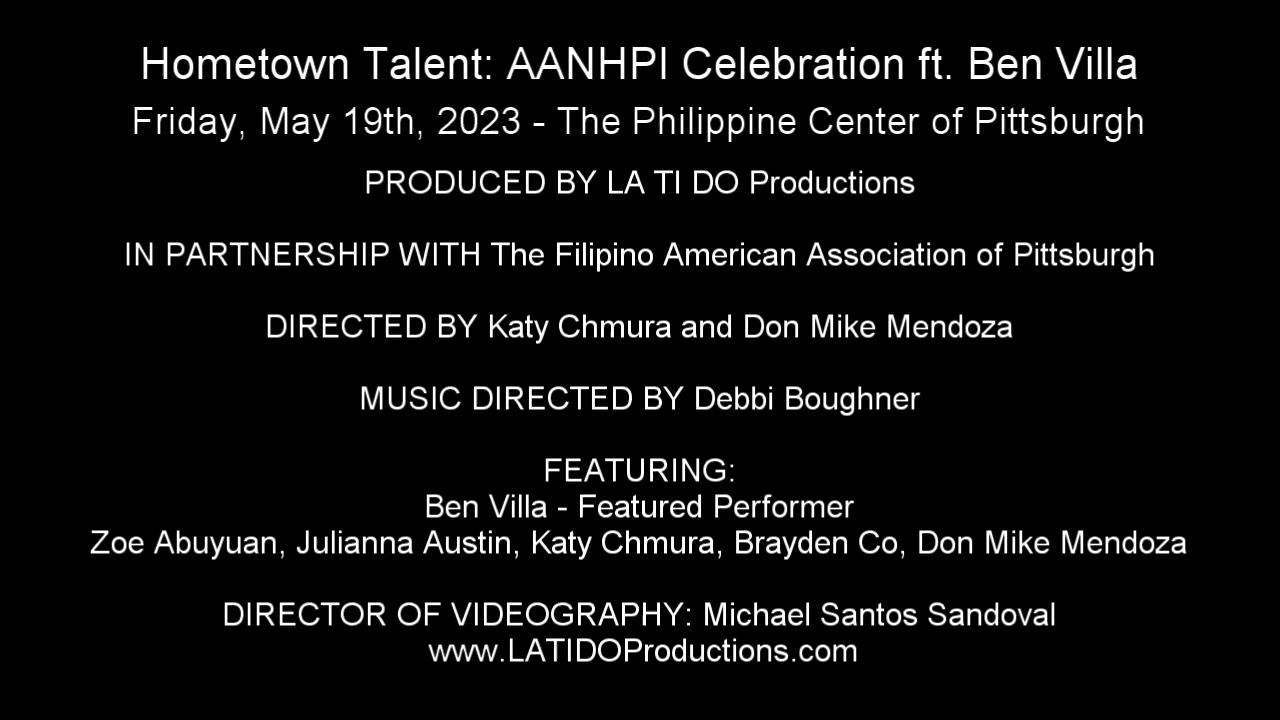 Hometown Talent: AANHPI Celebration ft. Ben Villa
Friday, May 19th, 2023 - The Philippine Center of Pittsburgh
PRODUCED BY LA TI DO Productions
IN PARTNERSHIP WITH The Filipino American Association of Pittsburgh
DIRECTED BY Katy Chmura and Don Mike Mendoza
MUSIC DIRECTED BY Debbi Boughner
FEATURING:
Ben Villa - Featured Performer
Zoe Abuyuan, Julianna Austin, Katy Chmura, Brayden Co, Don Mike Mendoza
DIRECTOR OF VIDEOGRAPHY: Michael Santos Sandoval
www.LATIDOProductions.com